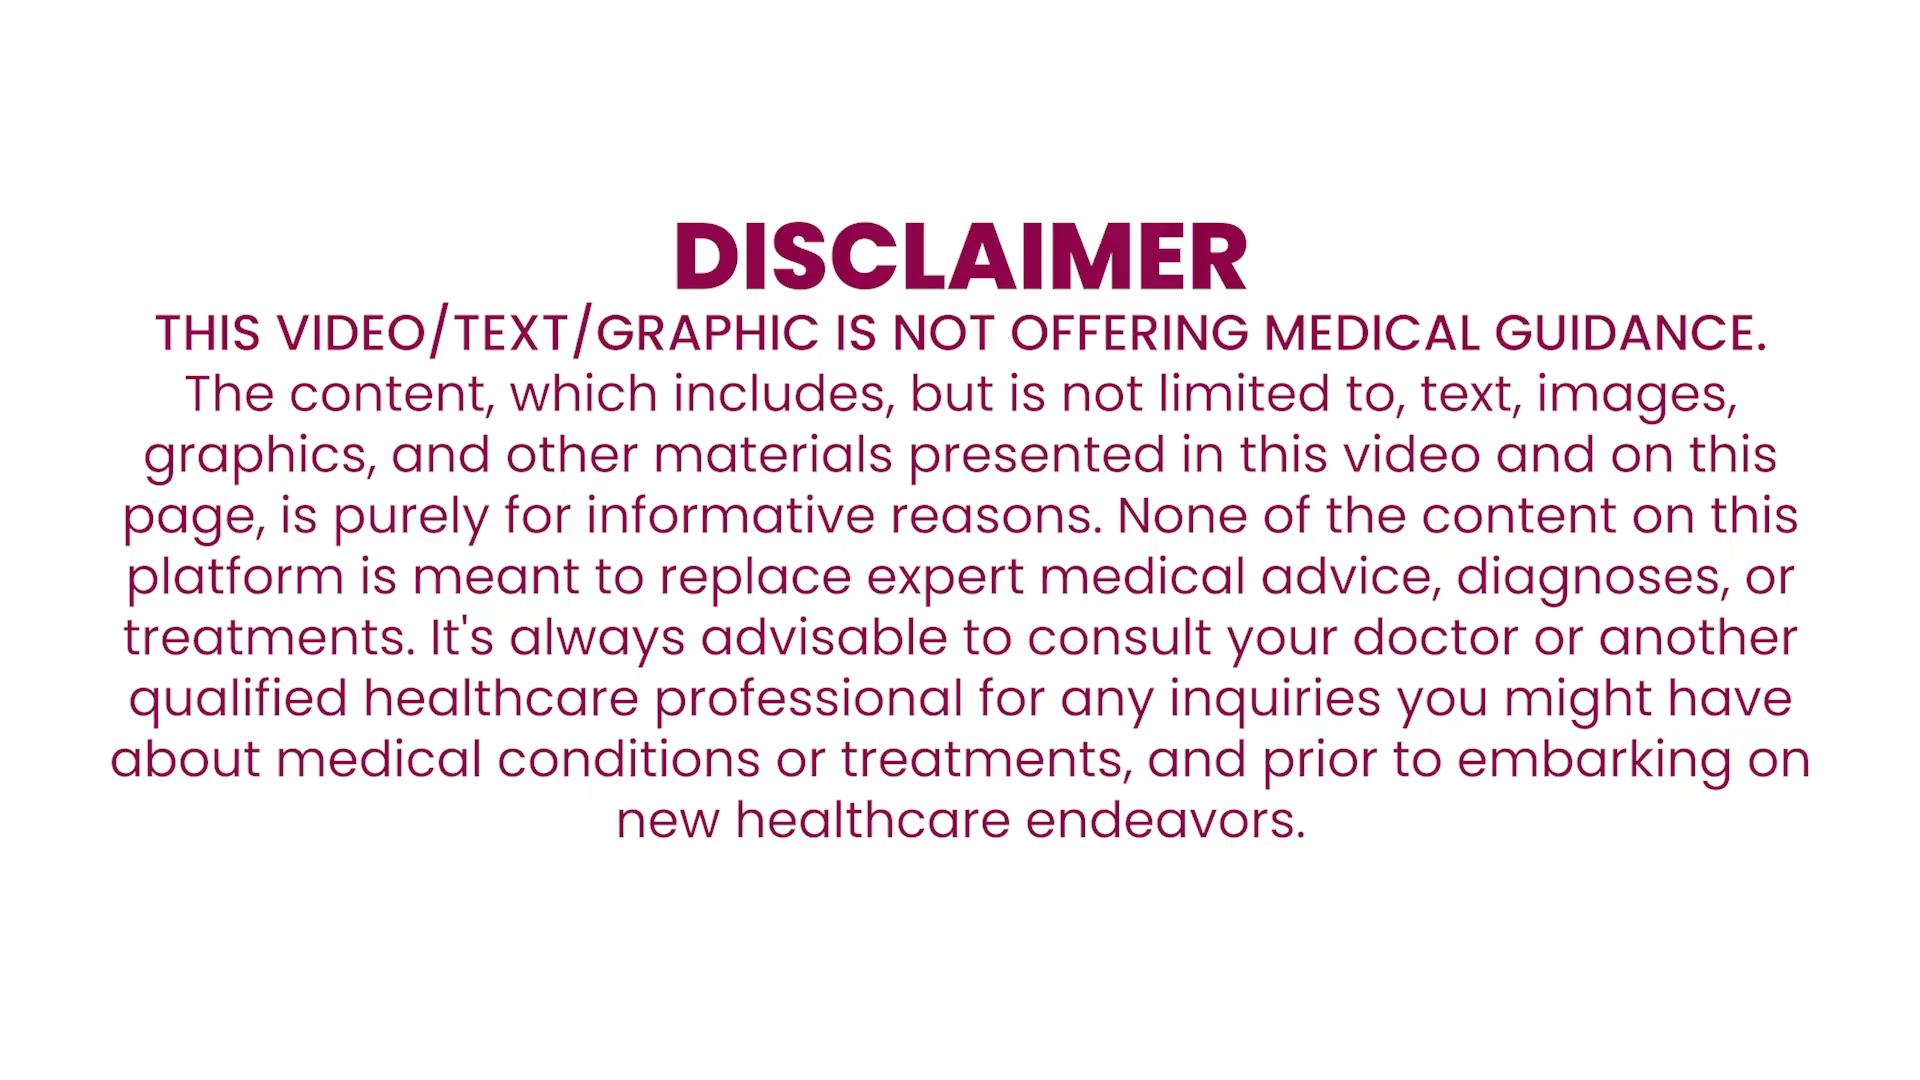 DISCLAIMER
THIS VIDEO/TEXT/GRAPHIC IS NOT OFFERING MEDICAL GUIDANCE.
The content, which includes, but is not limited to, text, images,
graphics, and other materials presented in this video and on this
page, is purely for informative reasons. None of the content on this
platform is meant to replace expert medical advice, diagnoses, or
treatments. It's always advisable to consult your doctor or another
qualified healthcare professional for any inquiries you might have
about medical conditions or treatments, and prior to embarking on
new healthcare endeavors.